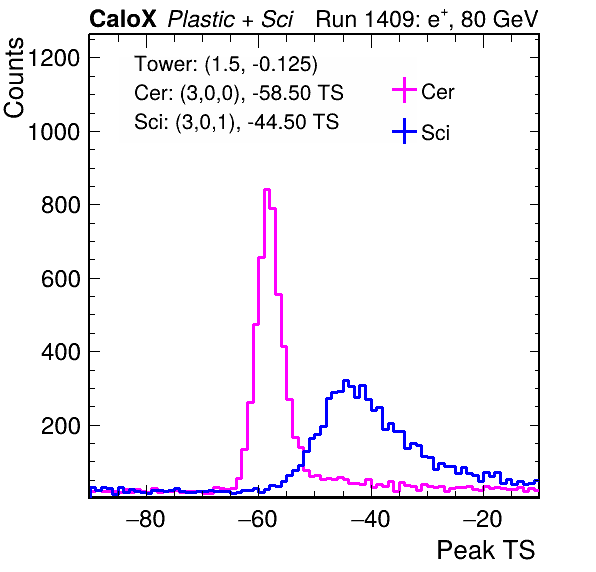 CaloX Plastic + Sci Run 1409: e+, 80 GeV
Counts
Tower: (1.5, -0.125)
Cer: (3,0,0), -58.50 TS
Sci: (3,0,1), -44.50 TS
Cer
Sci
1200
1000
800
600
400
200
−80 −60 −40 −20
Peak TS